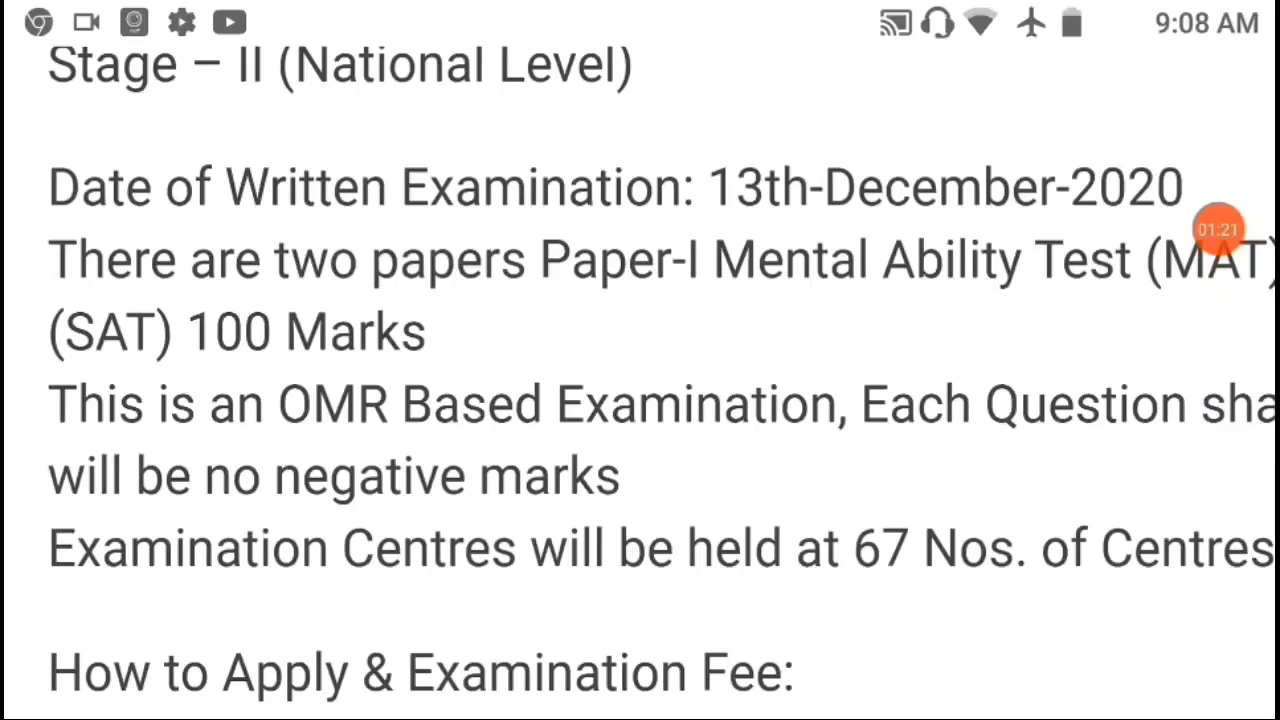 9:08 AM
Stage – II (National Level)
Date of Written Examination: 13th-December-2020
01:21
There are two papers Paper-I Mental Ability Test (MAT)
(SAT) 100 Marks
This is an OMR Based Examination, Each Question sha
will be no negative marks
Examination Centres will be held at 67 Nos. of Centres
How to Apply & Examination Fee: